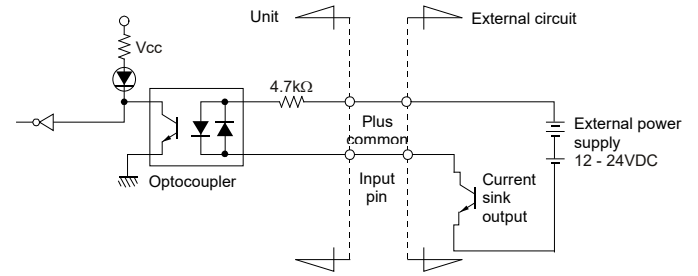 Unit
External circuit
Vcc
4.7kΩ
Plus
common
External power
supply
12 - 24VDC
Optocoupler
Input
pin
Current
sink
output